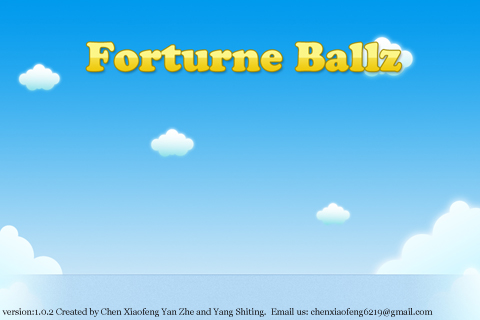 Forturne Ballz
version:1.0.2 Created by Chen Xiaofeng Yan Zhe and Yang Shiting. Email us: chenxiaofeng6219@gmail.com